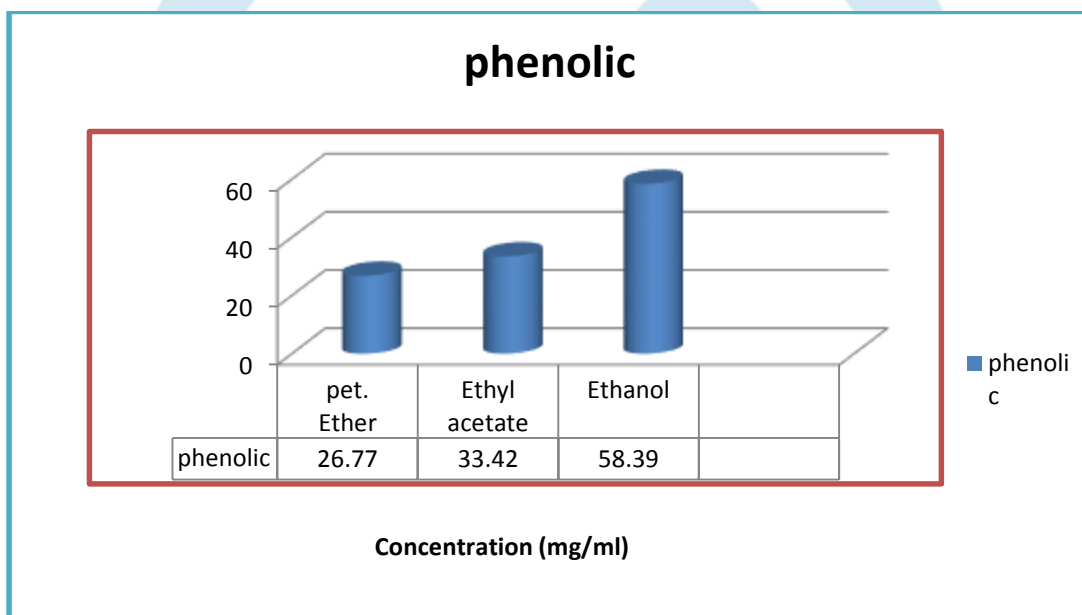 phenolic
60
40
20
0
pet.
Ether
Ethyl
acetate
Ethanol
phenolic 26.77 33.42 58.39
phenoli
c
Concentration (mg/ml)